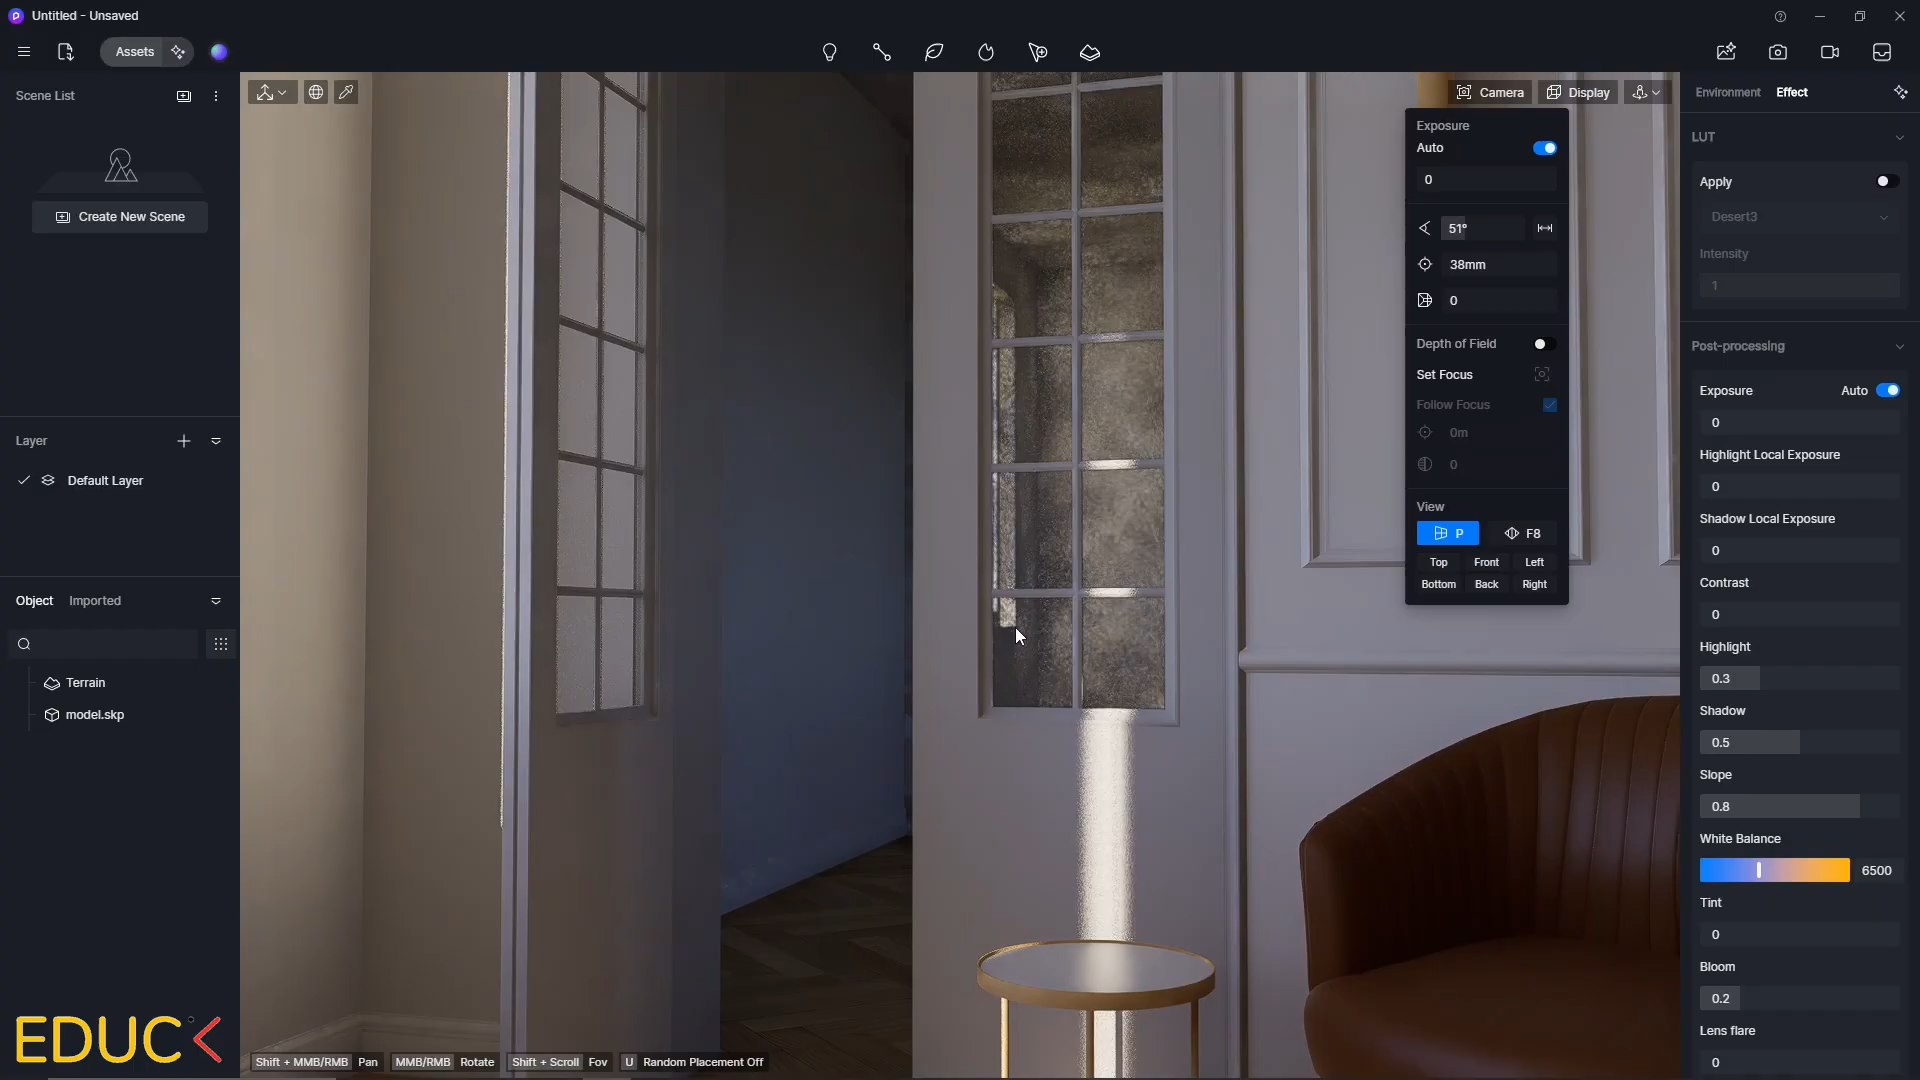 Untitled - Unsaved
Assets
Scene List
Create New Scene
Layer
Default Layer
Object Imported
Terrain
model.skp
EDUC
Camera Display
Exposure
Auto
0
51°
38mm
0
Depth of Field
Set Focus
Follow Focus
0m
0
View
P F8
Top Front Left
Bottom Back Right
Environment Effect
LUT
Apply
Desert3
Intensity
1
Post-processing
Exposure Auto
0
Highlight Local Exposure
0
Shadow Local Exposure
0
Contrast
0
Highlight
0.3
Shadow
0.5
Slope
0.8
White Balance
6500
Tint
0
Bloom
0.2
Lens flare
0
Shift + MMB/RMB Pan MMB/RMB Rotate Shift + Scroll Fov U Random Placement Off